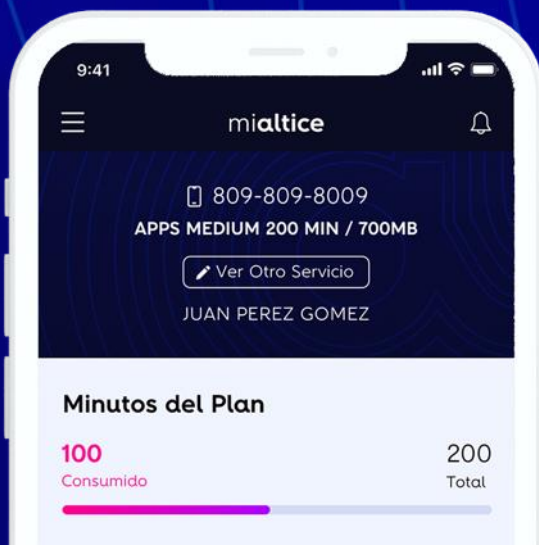 9:41
mialtice
809-809-8009
APPS MEDIUM 200 MIN / 700MB
Ver Otro Servicio
JUAN PEREZ GOMEZ
Minutos del Plan
100 200
Consumido Total